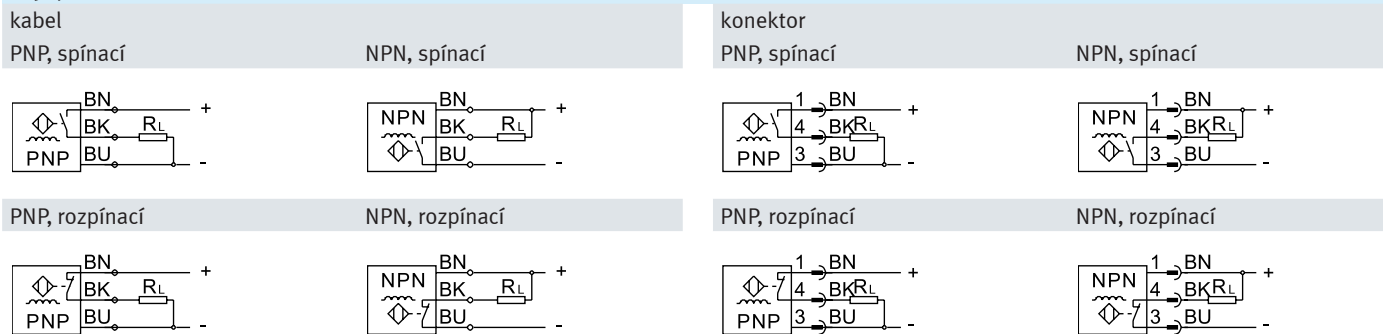 kabel konektor
PNP, spínací NPN, spínací PNP, spínací NPN, spínací
BN + BN + 1 BN + 1 BN +
NPN NPN
BK RL BK RL 4 BK RL 4 BK RL
PNP BU - BU - PNP 3 BU - 3 BU -
PNP, rozpínací NPN, rozpínací PNP, rozpínací NPN, rozpínací
BN + BN + 1 BN + 1 BN +
NPN NPN
BK RL BK RL 4 BK RL 4 BK RL
PNP BU - BU - PNP 3 BU - 3 BU -